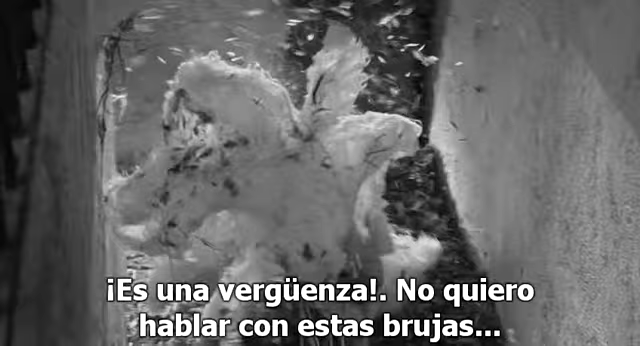 ¡Es una vergüenza!. No quiero
hablar con estas brujas...